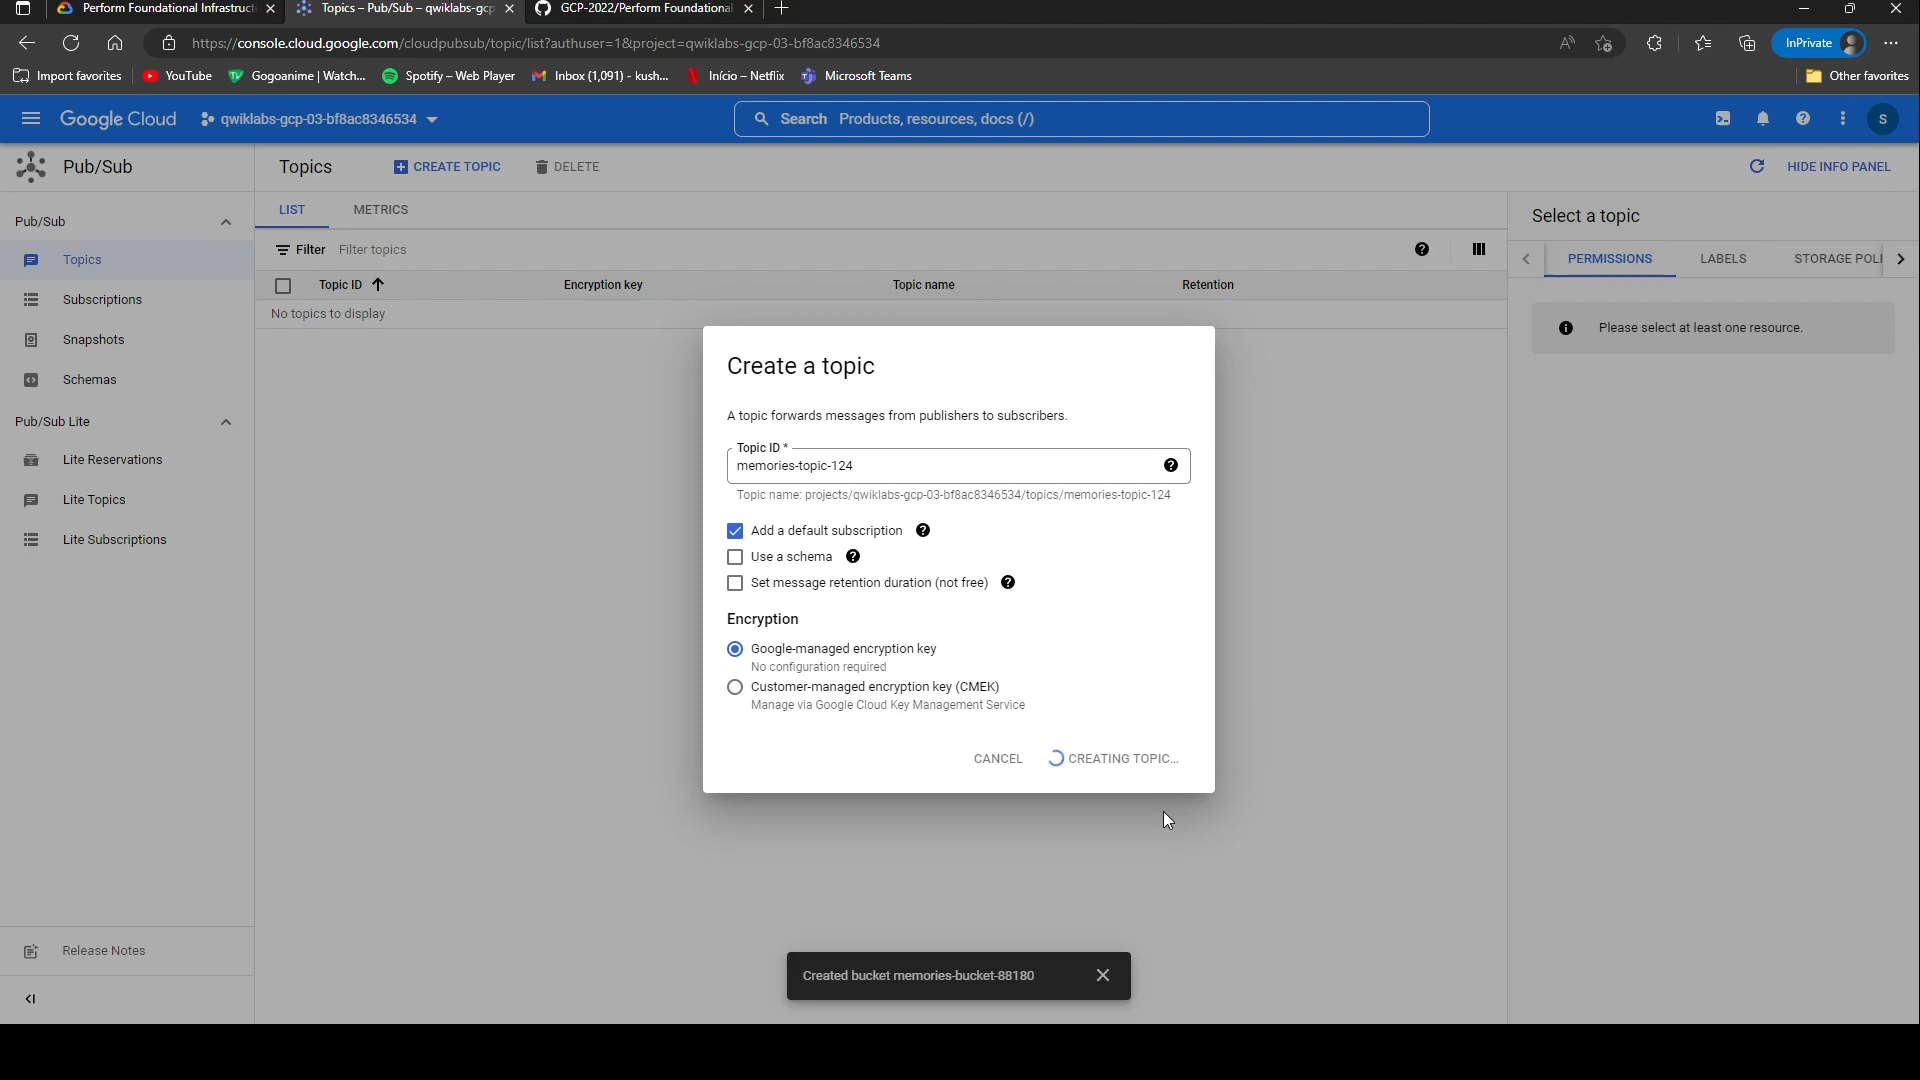 Perform Foundational Infrastruct
Topics – Pub/Sub – qwiklabs-gcp
GCP-2022/Perform Foundational
https://console.cloud.google.com/cloudpubsub/topic/list?authuser=1&project=qwiklabs-gcp-03-bf8ac8346534
InPrivate
Import favorites
YouTube
Gogoanime | Watch...
Spotify – Web Player
Inbox (1,091) - kush...
Início – Netflix
Microsoft Teams
Other favorites
Google Cloud
qwiklabs-gcp-03-bf8ac8346534
Search Products, resources, docs (/)
S
Pub/Sub
Topics
CREATE TOPIC
DELETE
HIDE INFO PANEL
Pub/Sub
Topics
Subscriptions
Snapshots
Schemas
Pub/Sub Lite
Lite Reservations
Lite Topics
Lite Subscriptions
Release Notes
LIST
METRICS
Filter Filter topics
Topic ID
Encryption key
Topic name
Retention
No topics to display
Select a topic
PERMISSIONS
LABELS
STORAGE POLI
Please select at least one resource.
Create a topic
A topic forwards messages from publishers to subscribers.
Topic ID *
memories-topic-124
Topic name: projects/qwiklabs-gcp-03-bf8ac8346534/topics/memories-topic-124
Add a default subscription
Use a schema
Set message retention duration (not free)
Encryption
Google-managed encryption key
No configuration required
Customer-managed encryption key (CMEK)
Manage via Google Cloud Key Management Service
CANCEL
CREATING TOPIC...
Created bucket memories-bucket-88180